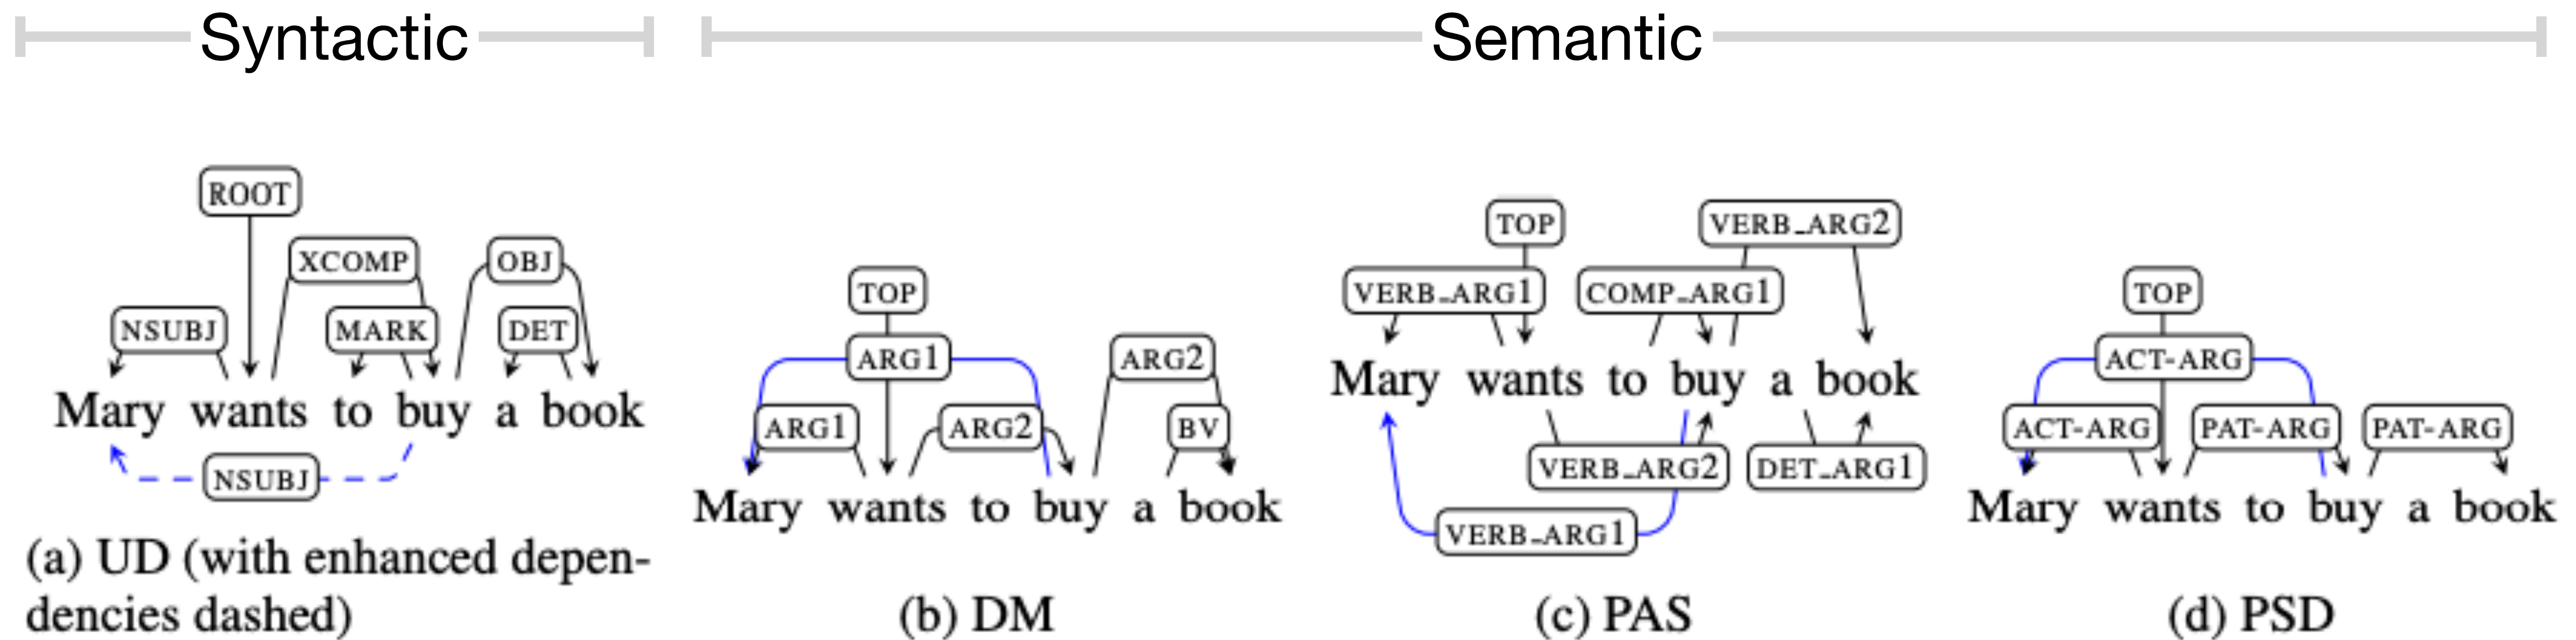 Syntactic
Semantic
ROOT
XCOMP
OBJ
NSUBJ
MARK
DET
Mary wants to buy a book
NSUBJ
(a) UD (with enhanced depen-
dencies dashed)
TOP
ARG1
ARG2
ARG1
ARG2
BV
Mary wants to buy a book
(b) DM
TOP
VERB_ARG2
VERB_ARG1
COMP_ARG1
Mary wants to buy a book
VERB_ARG2
DET_ARG1
VERB_ARG1
(c) PAS
TOP
ACT-ARG
ACT-ARG
PAT-ARG
PAT-ARG
Mary wants to buy a book
(d) PSD